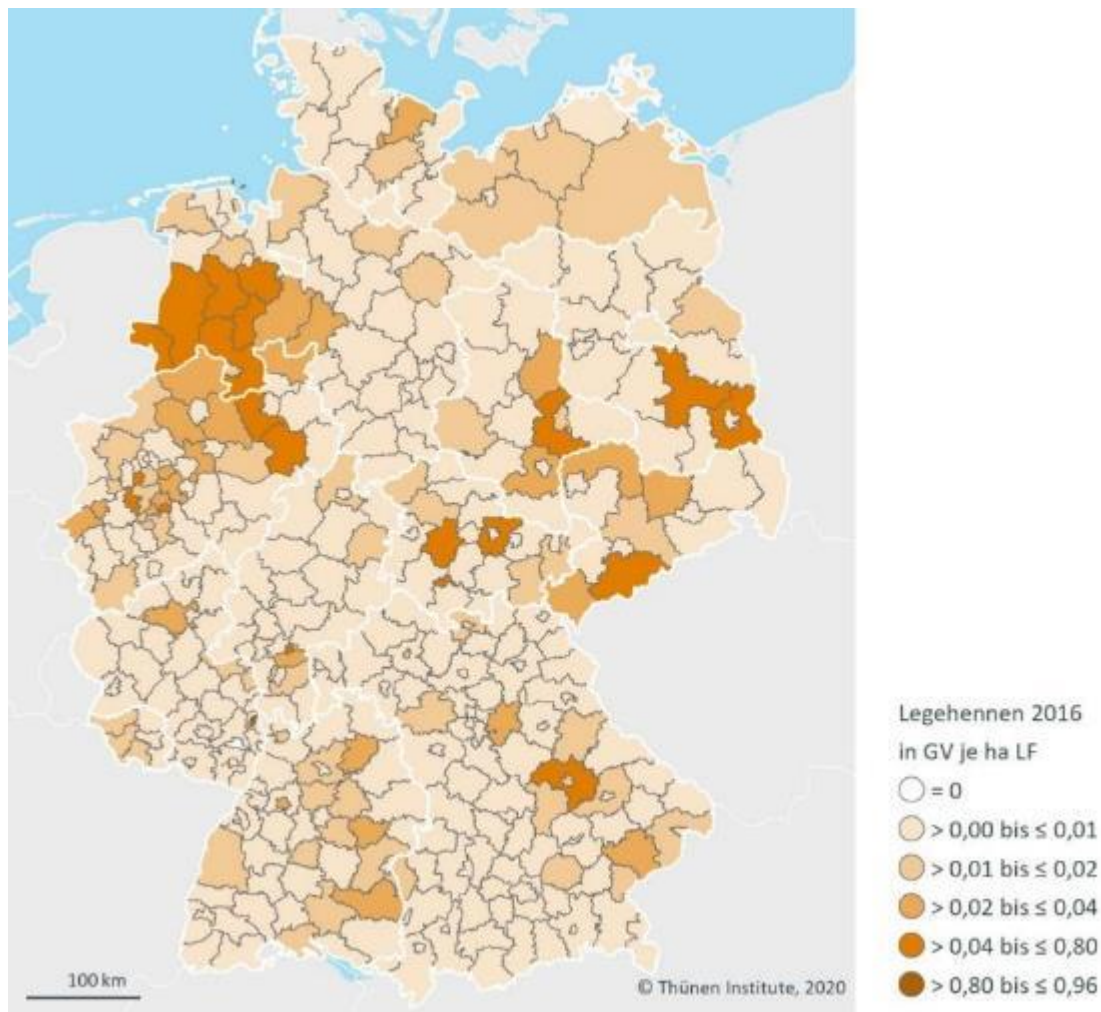 Legehennen 2016
in GV je ha LF
= 0
> 0,00 bis ≤ 0,01
> 0,01 bis ≤ 0,02
> 0,02 bis ≤ 0,04
> 0,04 bis ≤ 0,80
> 0,80 bis ≤ 0,96
100 km
© Thünen Institute, 2020